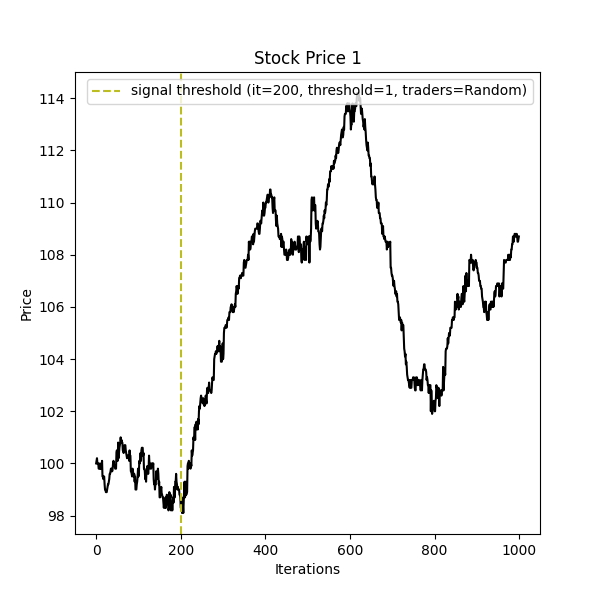 Stock Price 1
signal threshold (it=200, threshold=1, traders=Random)
114
112
110
108
106
104
102
100
98
Price
0 200 400 600 800 1000
Iterations